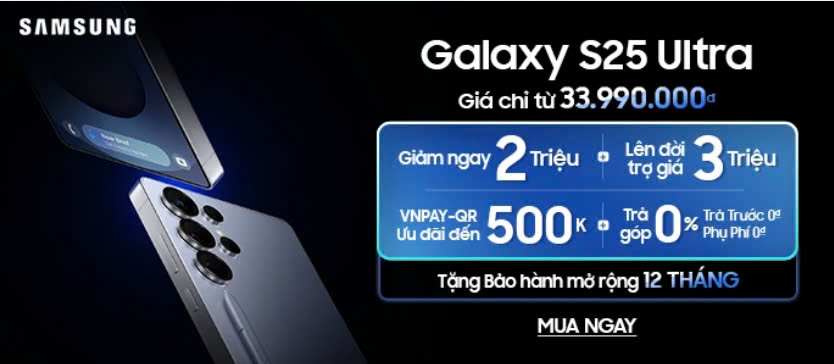 SAMSUNG
Galaxy S25 Ultra
Giá chỉ từ 33.990.000đ
Giảm ngay 2 Triệu + Lên đời trợ giá 3 Triệu
VNPAY-QR Ưu đãi đến 500K + Trả góp 0% Trả Trước 0đ Phụ Phí 0đ
Tặng Bảo hành mở rộng 12 THÁNG
MUA NGAY